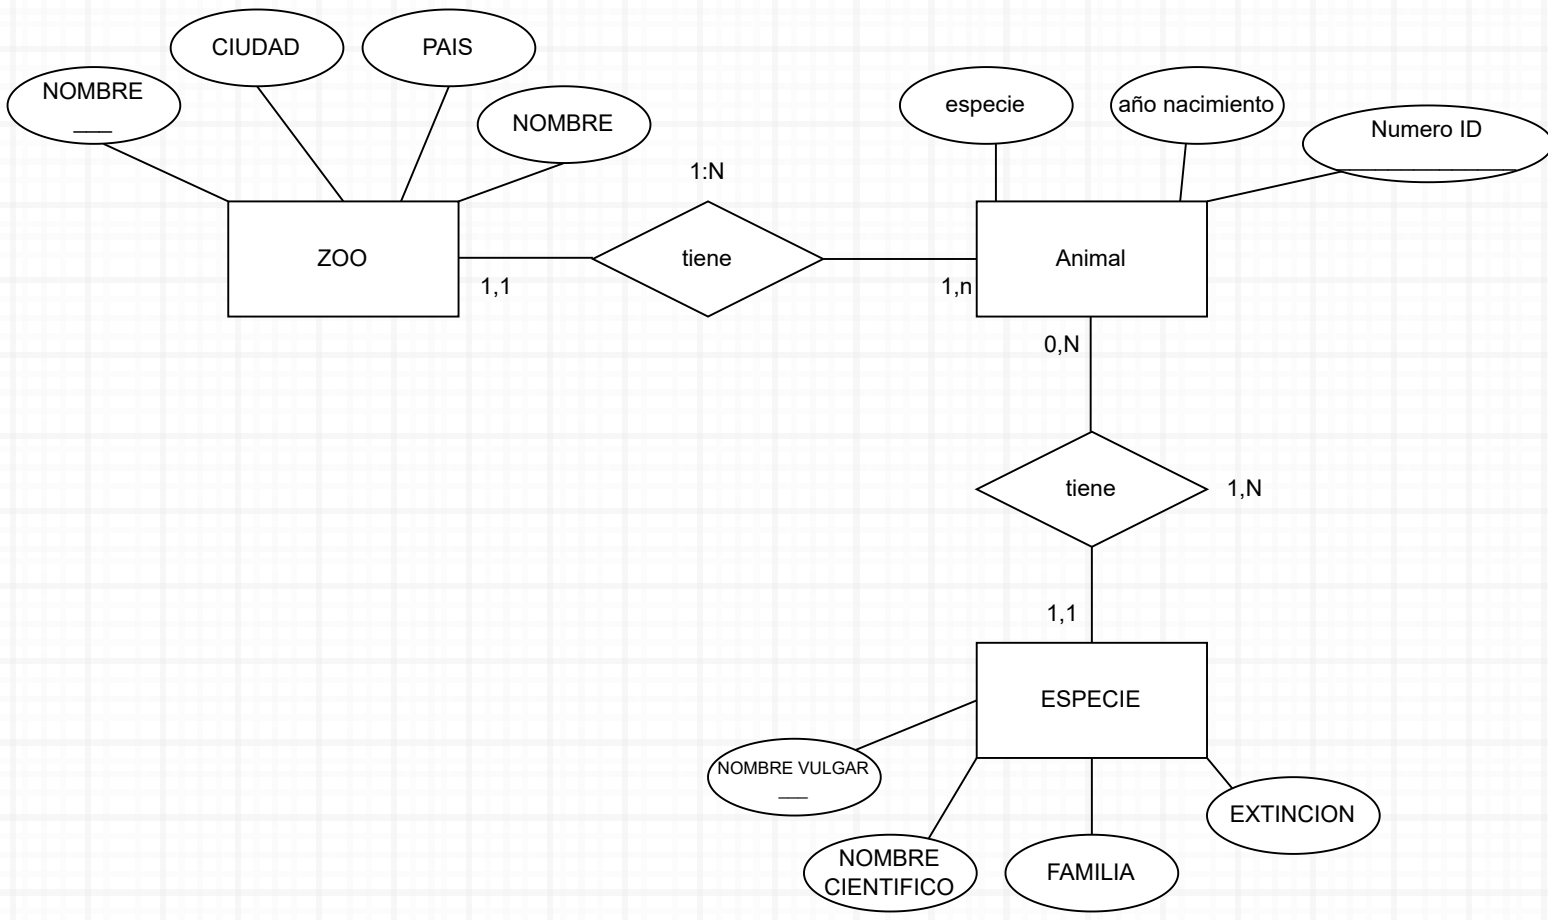 CIUDAD
PAIS
NOMBRE
NOMBRE
especie
año nacimiento
Numero ID
1:N
ZOO
tiene
Animal
1,1
1,n
0,N
tiene
1,N
1,1
ESPECIE
NOMBRE VULGAR
EXTINCION
NOMBRE
CIENTIFICO
FAMILIA